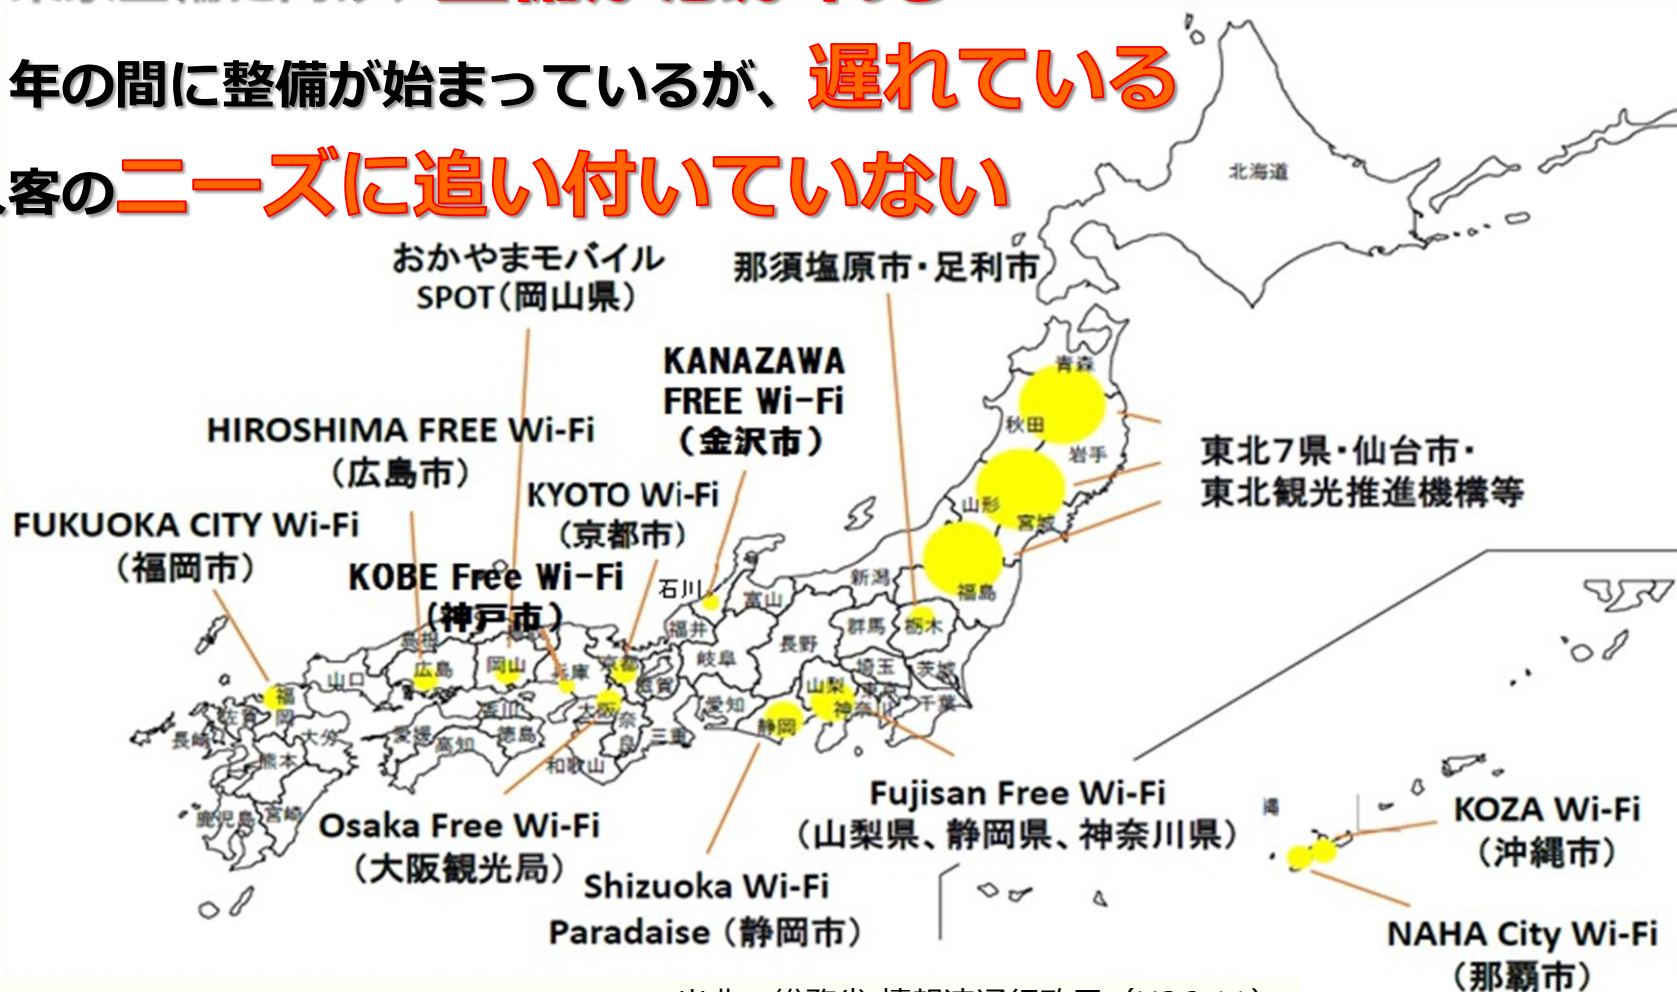 年の間に整備が始まっているが、遅れている
客のニーズに追い付いていない
北海道
おかやまモバイル
SPOT（岡山県）
那須塩原市・足利市
KANAZAWA
FREE Wi-Fi
（金沢市）
青森
秋田
岩手
東北7県・仙台市・
東北観光推進機構等
HIROSHIMA FREE Wi-Fi
（広島市）
KYOTO Wi-Fi
（京都市）
山形
宮城
FUKUOKA CITY Wi-Fi
（福岡市）
KOBE Free Wi-Fi
（神戸市）
石川
富山
新潟
福島
福井
長野
群馬
栃木
島根
山口
広島
岡山
兵庫
京都
滋賀
岐阜
山梨
埼玉
茨城
東京
福岡
佐賀
長崎
大分
熊本
愛媛
高知
香川
徳島
大阪
奈良
三重
愛知
静岡
神奈川
千葉
和歌山
鹿児島
宮崎
Osaka Free Wi-Fi
（大阪観光局）
Shizuoka Wi-Fi
Paradaise（静岡市）
Fujisan Free Wi-Fi
（山梨県、静岡県、神奈川県）
縄
KOZA Wi-Fi
（沖縄市）
NAHA City Wi-Fi
（那覇市）